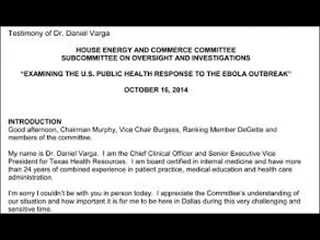 Testimony of Dr. Daniel Varga
HOUSE ENERGY AND COMMERCE COMMITTEE
SUBCOMMITTEE ON OVERSIGHT AND INVESTIGATIONS
"EXAMINING THE U.S. PUBLIC HEALTH RESPONSE TO THE EBOLA OUTBREAK"
OCTOBER 16, 2014
INTRODUCTION
Good afternoon, Chairman Murphy, Vice Chair Burgess, Ranking Member DeGette and
members of the committee.
My name is Dr. Daniel Varga. I am the Chief Clinical Officer and Senior Executive Vice
President for Texas Health Resources. I am board certified in internal medicine and have more
than 24 years of combined experience in patient practice, medical education and health care
administration.
I'm sorry I couldn't be with you in person today. I appreciate the Committee's understanding of
our situation and how important it is for me to be here in Dallas during this very challenging and
sensitive time.